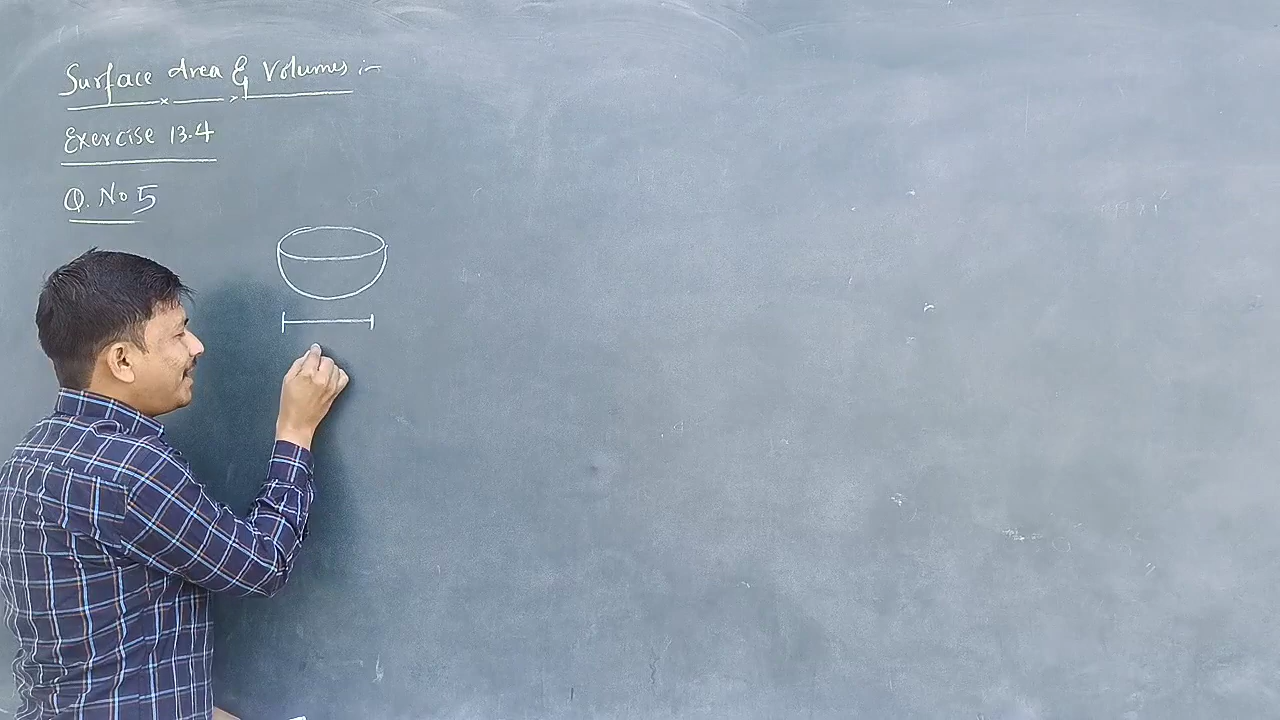 Surface Area & Volumes :-
Exercise 13.4
Q. No 5